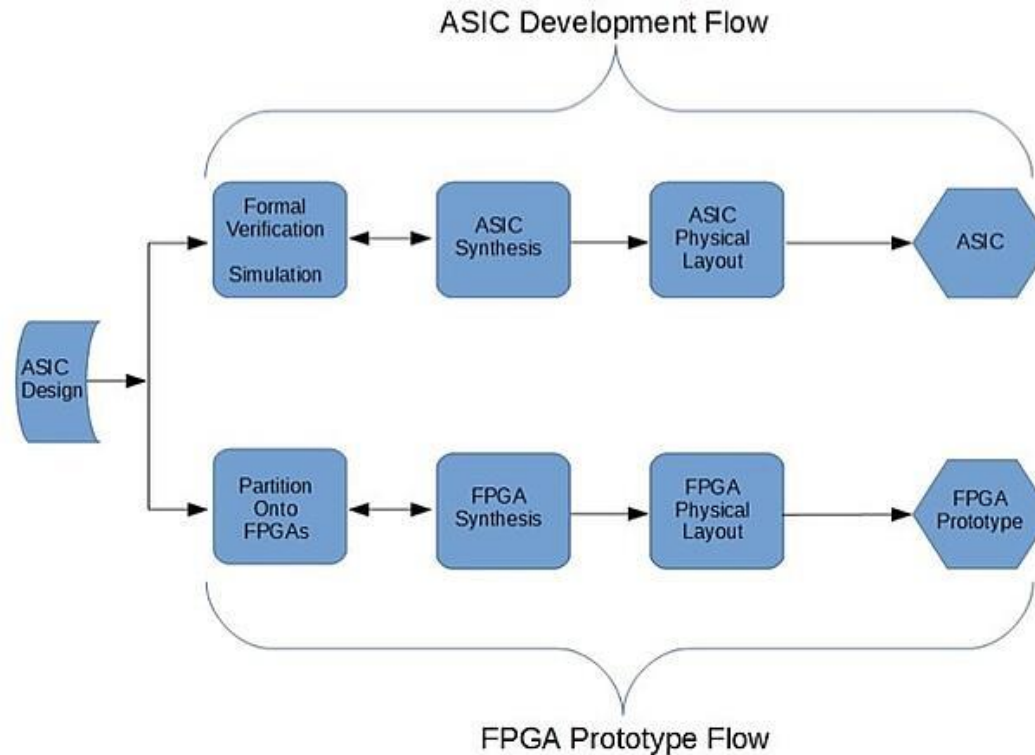 ASIC Development Flow
Formal
Verification
Simulation
ASIC
Synthesis
ASIC
Physical
Layout
ASIC
ASIC
Design
Partition
Onto
FPGAs
FPGA
Synthesis
FPGA
Physical
Layout
FPGA
Prototype
FPGA Prototype Flow